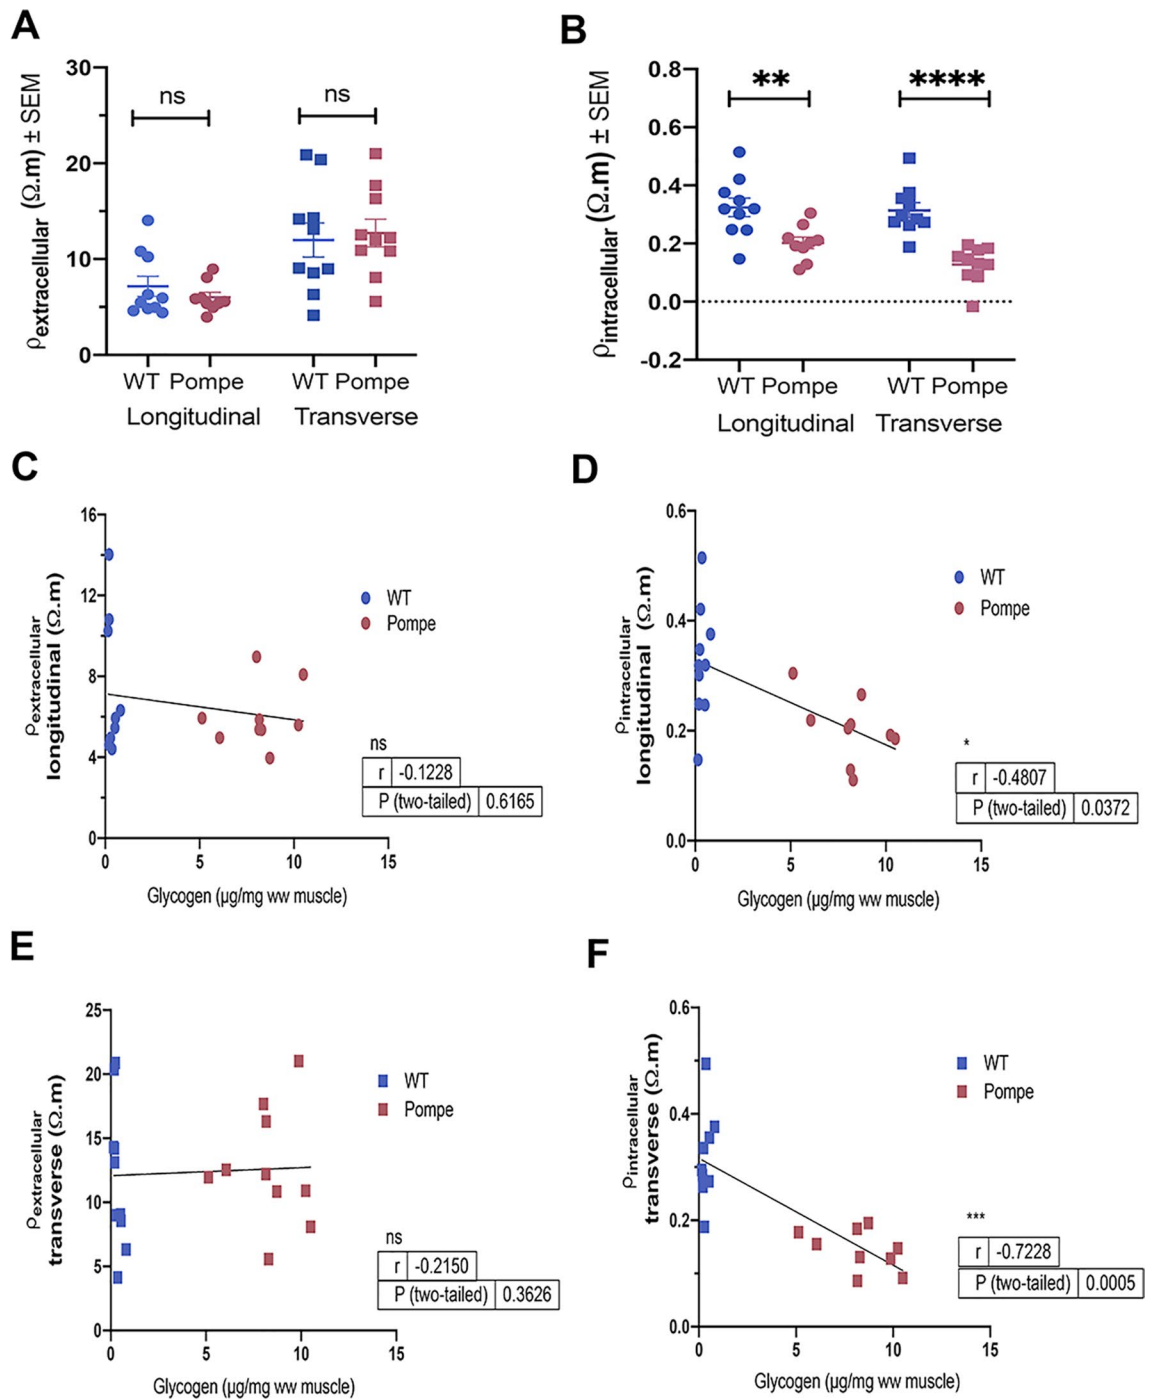 A
ρextracellular (Ω.m) ± SEM
30
20
10
0
ns
ns
WT Pompe
WT Pompe
Longitudinal
Transverse
B
ρintracellular (Ω.m) ± SEM
0.8
0.6
0.4
0.2
0.0
-0.2
**
****
WT Pompe
WT Pompe
Longitudinal
Transverse
C
ρextracellular
longitudinal (Ω.m)
16
12
8
4
0
0 5 10 15
Glycogen (µg/mg ww muscle)
WT
Pompe
ns
r -0.1228
P (two-tailed) 0.6165
D
ρintracellular
longitudinal (Ω.m)
0.6
0.4
0.2
0.0
0 5 10 15
Glycogen (µg/mg ww muscle)
WT
Pompe
*
r -0.4807
P (two-tailed) 0.0372
E
ρextracellular
transverse (Ω.m)
25
20
15
10
5
0
0 5 10 15
Glycogen (µg/mg ww muscle)
WT
Pompe
ns
r -0.2150
P (two-tailed) 0.3626
F
ρintracellular
transverse (Ω.m)
0.6
0.4
0.2
0.0
0 5 10 15
Glycogen (µg/mg ww muscle)
WT
Pompe
***
r -0.7228
P (two-tailed) 0.0005